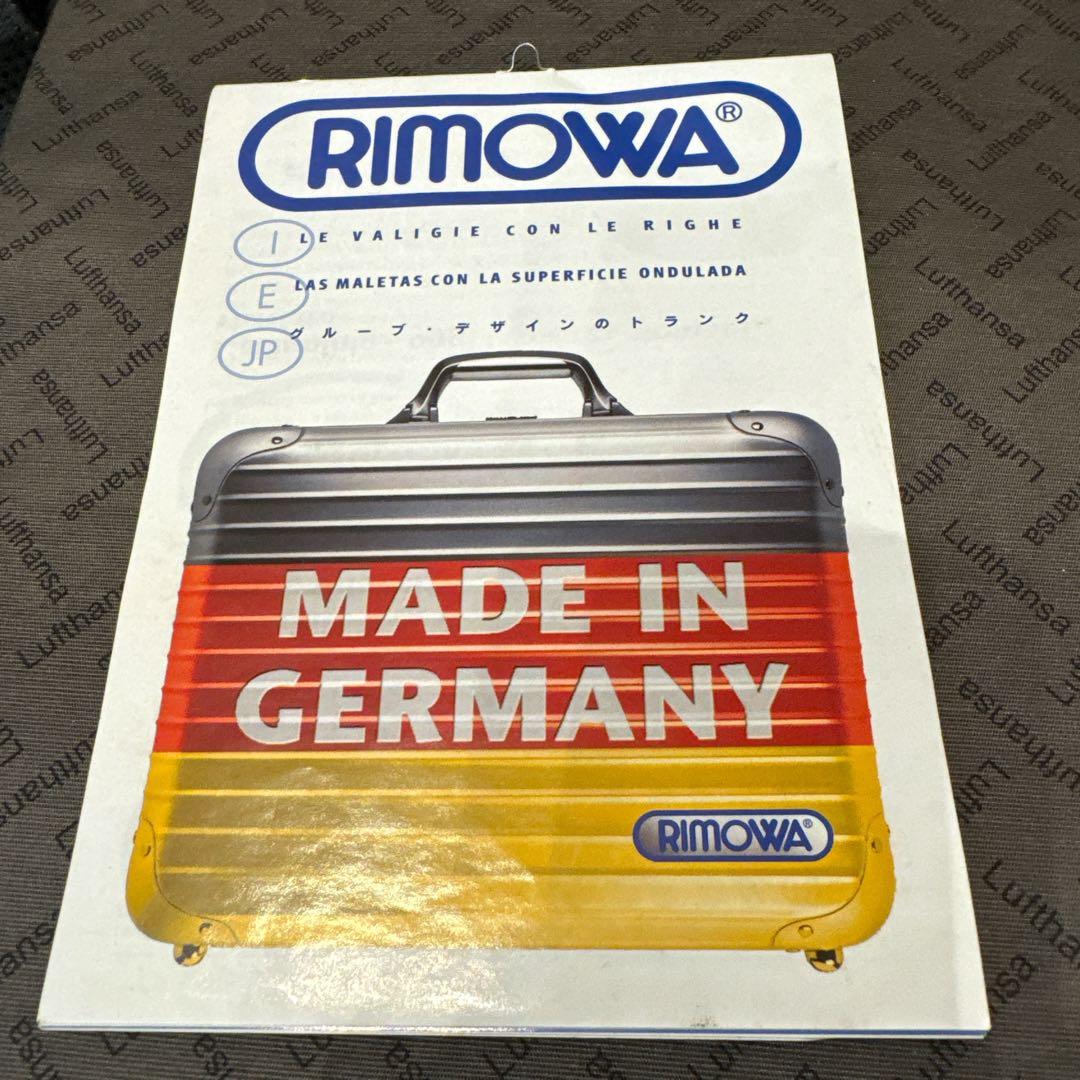 RIMOWA®
I LE VALIGIE CON LE RIGHE
E LAS MALETAS CON LA SUPERFICIE ONDULADA
JP グルーブ・デザインのトランク
MADE IN
GERMANY
RIMOWA®
Lufthansa